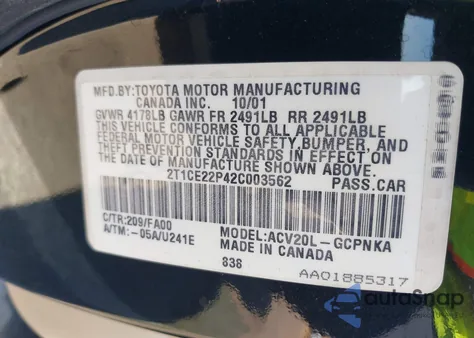 MFD.BY:TOYOTA MOTOR MANUFACTURING
CANADA INC. 10/01
GVWR 4178LB GAWR FR 2491LB RR 2491LB
THIS VEHICLE CONFORMS TO ALL APPLICABLE
FEDERAL MOTOR VEHICLE SAFETY,BUMPER, AND
THEFT PREVENTION STANDARDS IN EFFECT ON
THE DATE OF MANUFACTURE SHOWN ABOVE.
2T1CE22P42C003562 PASS.CAR
C/TR:209/FA00 MODEL:ACV20L-GCPNKA
A/TM:-05A/U241E MADE IN CANADA
838
AA01885317
autoSnap